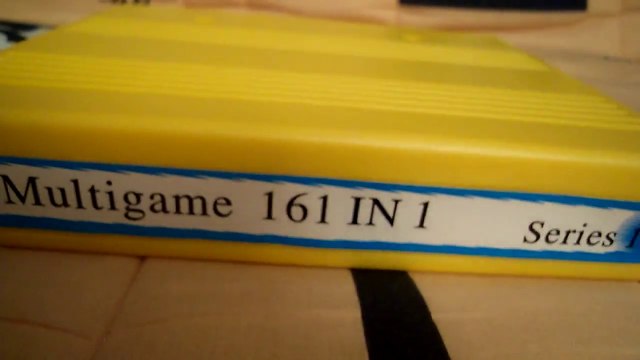 Multigame 161 IN 1 Series